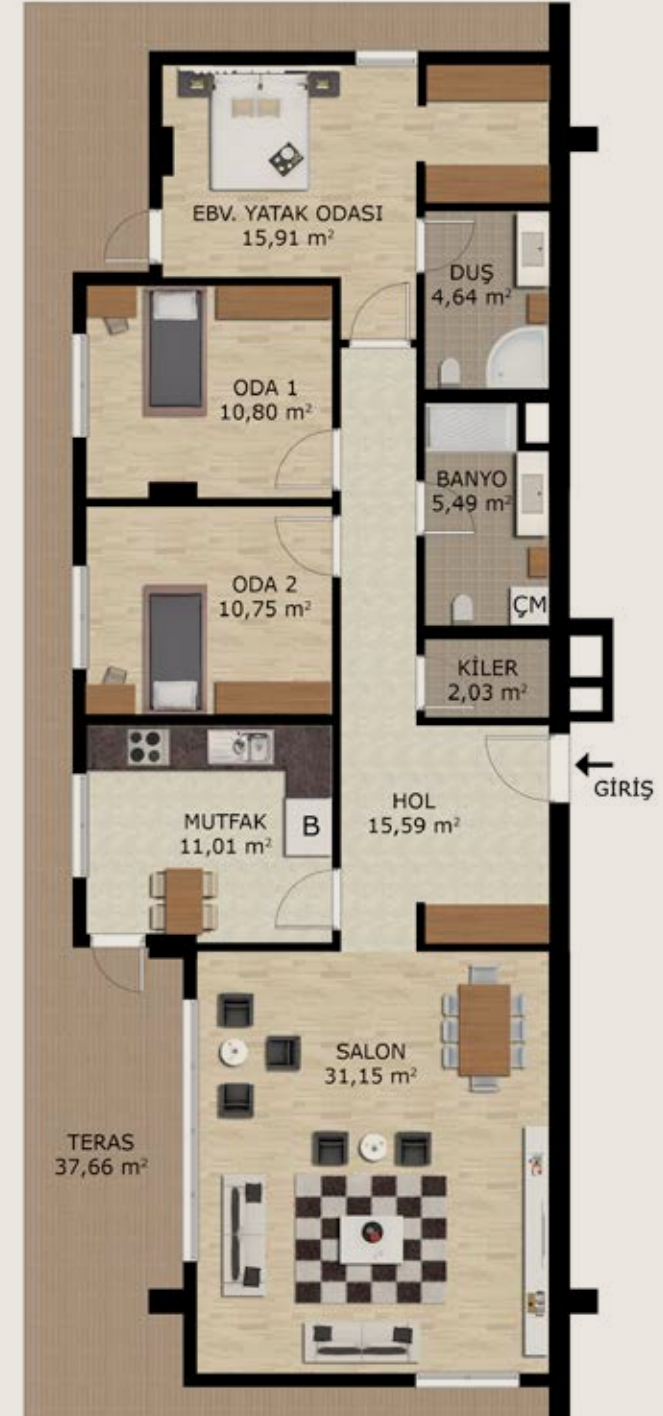 EBV. YATAK ODASI
15,91 m²
DUŞ
4,64 m²
ODA 1
10,80 m²
BANYO
5,49 m²
ODA 2
10,75 m²
ÇM
KİLER
2,03 m²
GİRİŞ
MUTFAK
11,01 m²
B
HOL
15,59 m²
SALON
31,15 m²
TERAS
37,66 m²